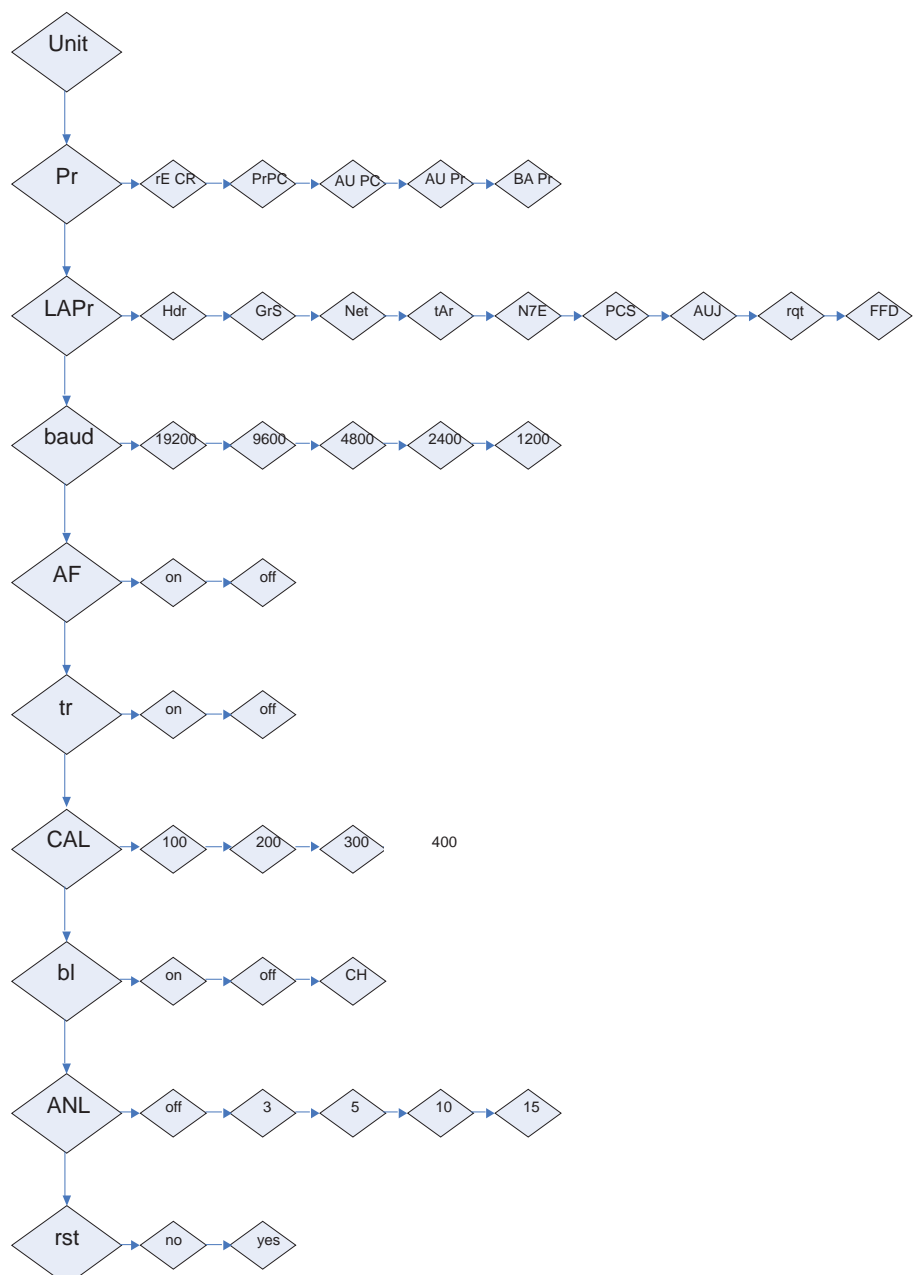 Unit
Pr rE CR PrPC AU PC AU Pr BA Pr
LAPr Hdr GrS Net tAr N7E PCS AUJ rqt FFD
baud 19200 9600 4800 2400 1200
AF on off
tr on off
CAL 100 200 300 400
bl on off CH
ANL off 3 5 10 15
rst no yes